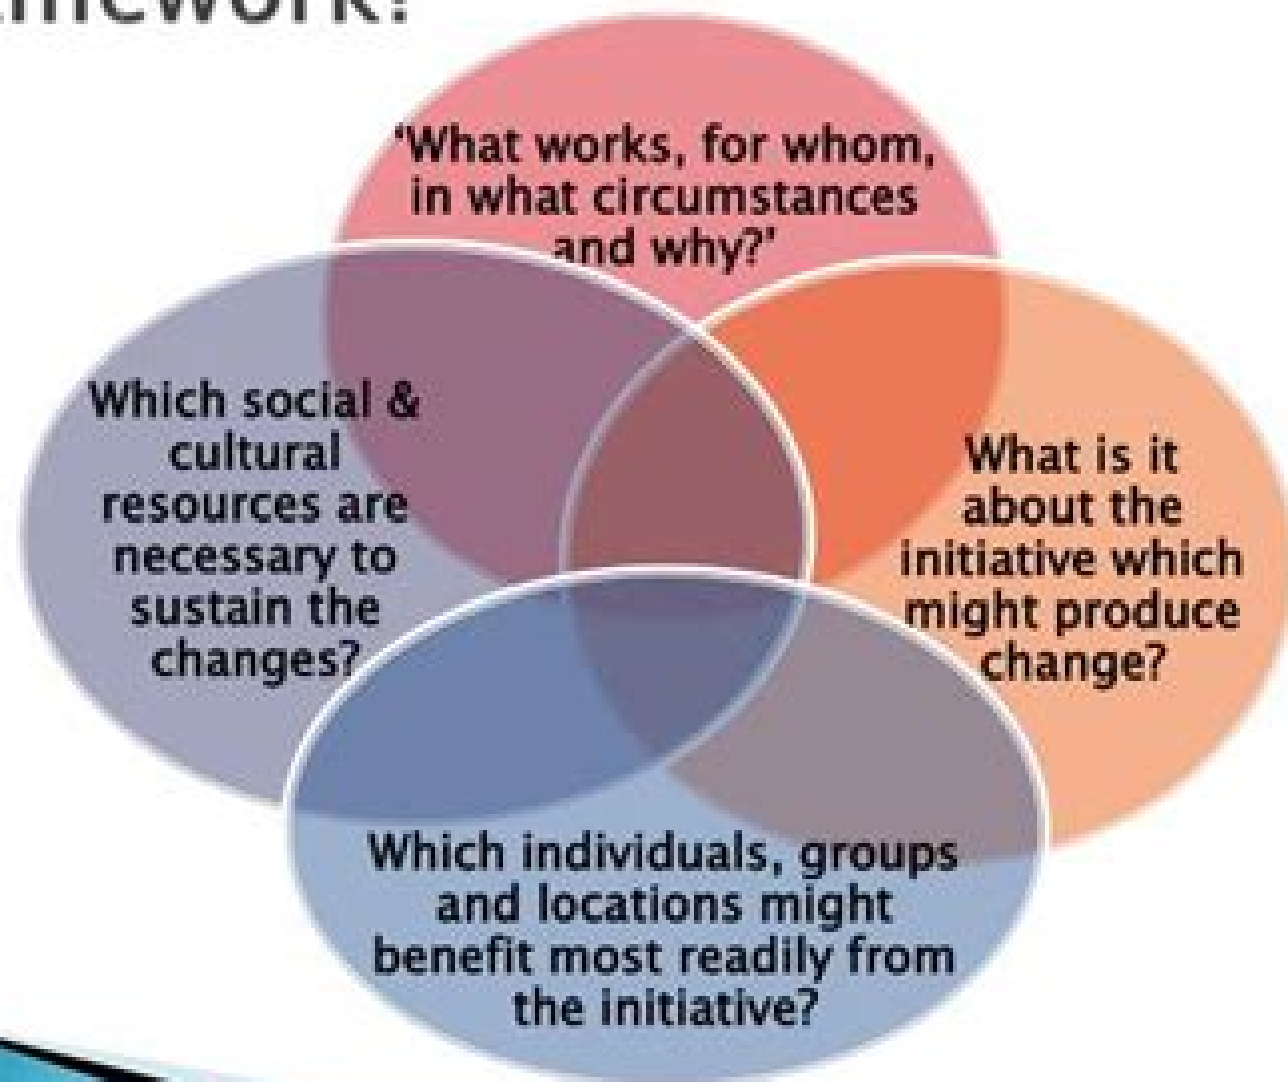 'What works, for whom,
in what circumstances
and why?'
Which social &
cultural
resources are
necessary to
sustain the
changes?
What is it
about the
initiative which
might produce
change?
Which individuals, groups
and locations might
benefit most readily from
the initiative?